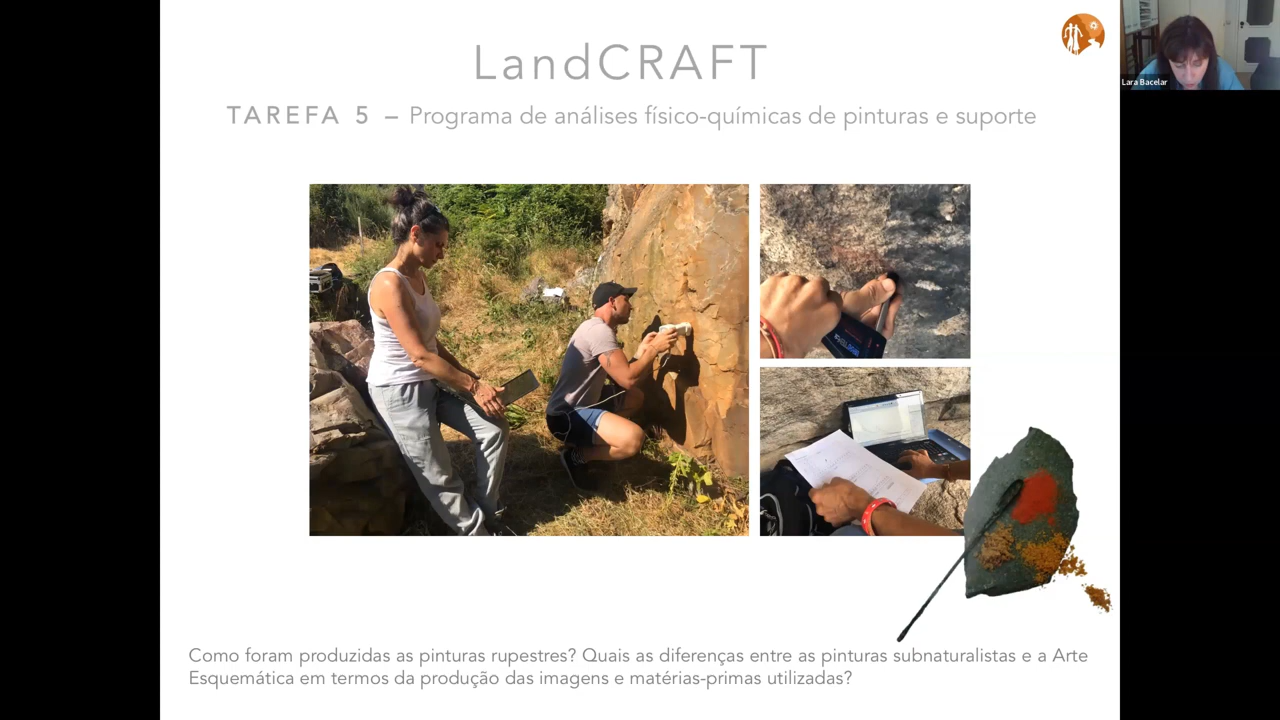 LandCRAFT
TAREFA 5 – Programa de análises físico-químicas de pinturas e suporte
Lara Bacelar
Como foram produzidas as pinturas rupestres? Quais as diferenças entre as pinturas subnaturalistas e a Arte
Esquemática em termos da produção das imagens e matérias-primas utilizadas?